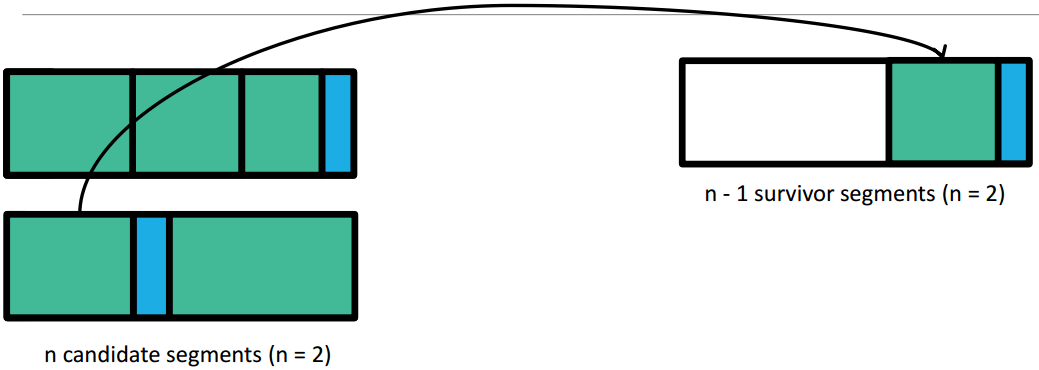 n - 1 survivor segments (n = 2)
n candidate segments (n = 2)